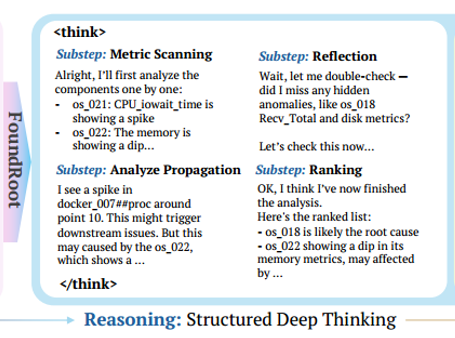 FoundRoot
<think>
Substep: Metric Scanning
Alright, I'll first analyze the
components one by one:
- os_021: CPU_iowait_time is
showing a spike
- os_022: The memory is
showing a dip...
Substep: Reflection
Wait, let me double-check —
did I miss any hidden
anomalies, like os_018
Recv_Total and disk metrics?
Let's check this now...
Substep: Analyze Propagation
I see a spike in
docker_007##proc around
point 10. This might trigger
downstream issues. But this
may caused by the os_022,
which shows a ...
Substep: Ranking
OK, I think I've now finished
the analysis.
Here's the ranked list:
- os_018 is likely the root cause
- os_022 showing a dip in its
memory metrics, may affected
by ...
</think>
Reasoning: Structured Deep Thinking